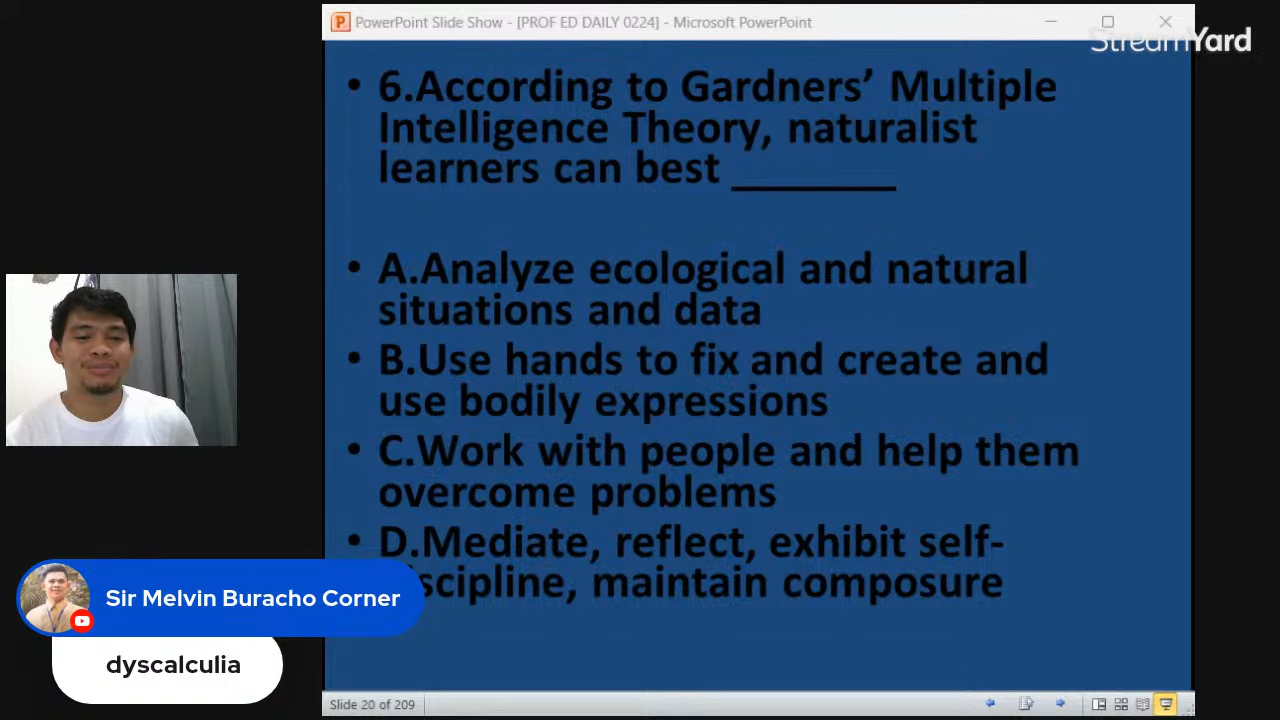 PowerPoint Slide Show - [PROF ED DAILY 0224] - Microsoft PowerPoint
StreamYard
• 6.According to Gardners’ Multiple
Intelligence Theory, naturalist
learners can best _______
• A.Analyze ecological and natural
situations and data
• B.Use hands to fix and create and
use bodily expressions
• C.Work with people and help them
overcome problems
• D.Mediate, reflect, exhibit self-
scipline, maintain composure
Sir Melvin Buracho Corner
dyscalculia
Slide 20 of 209